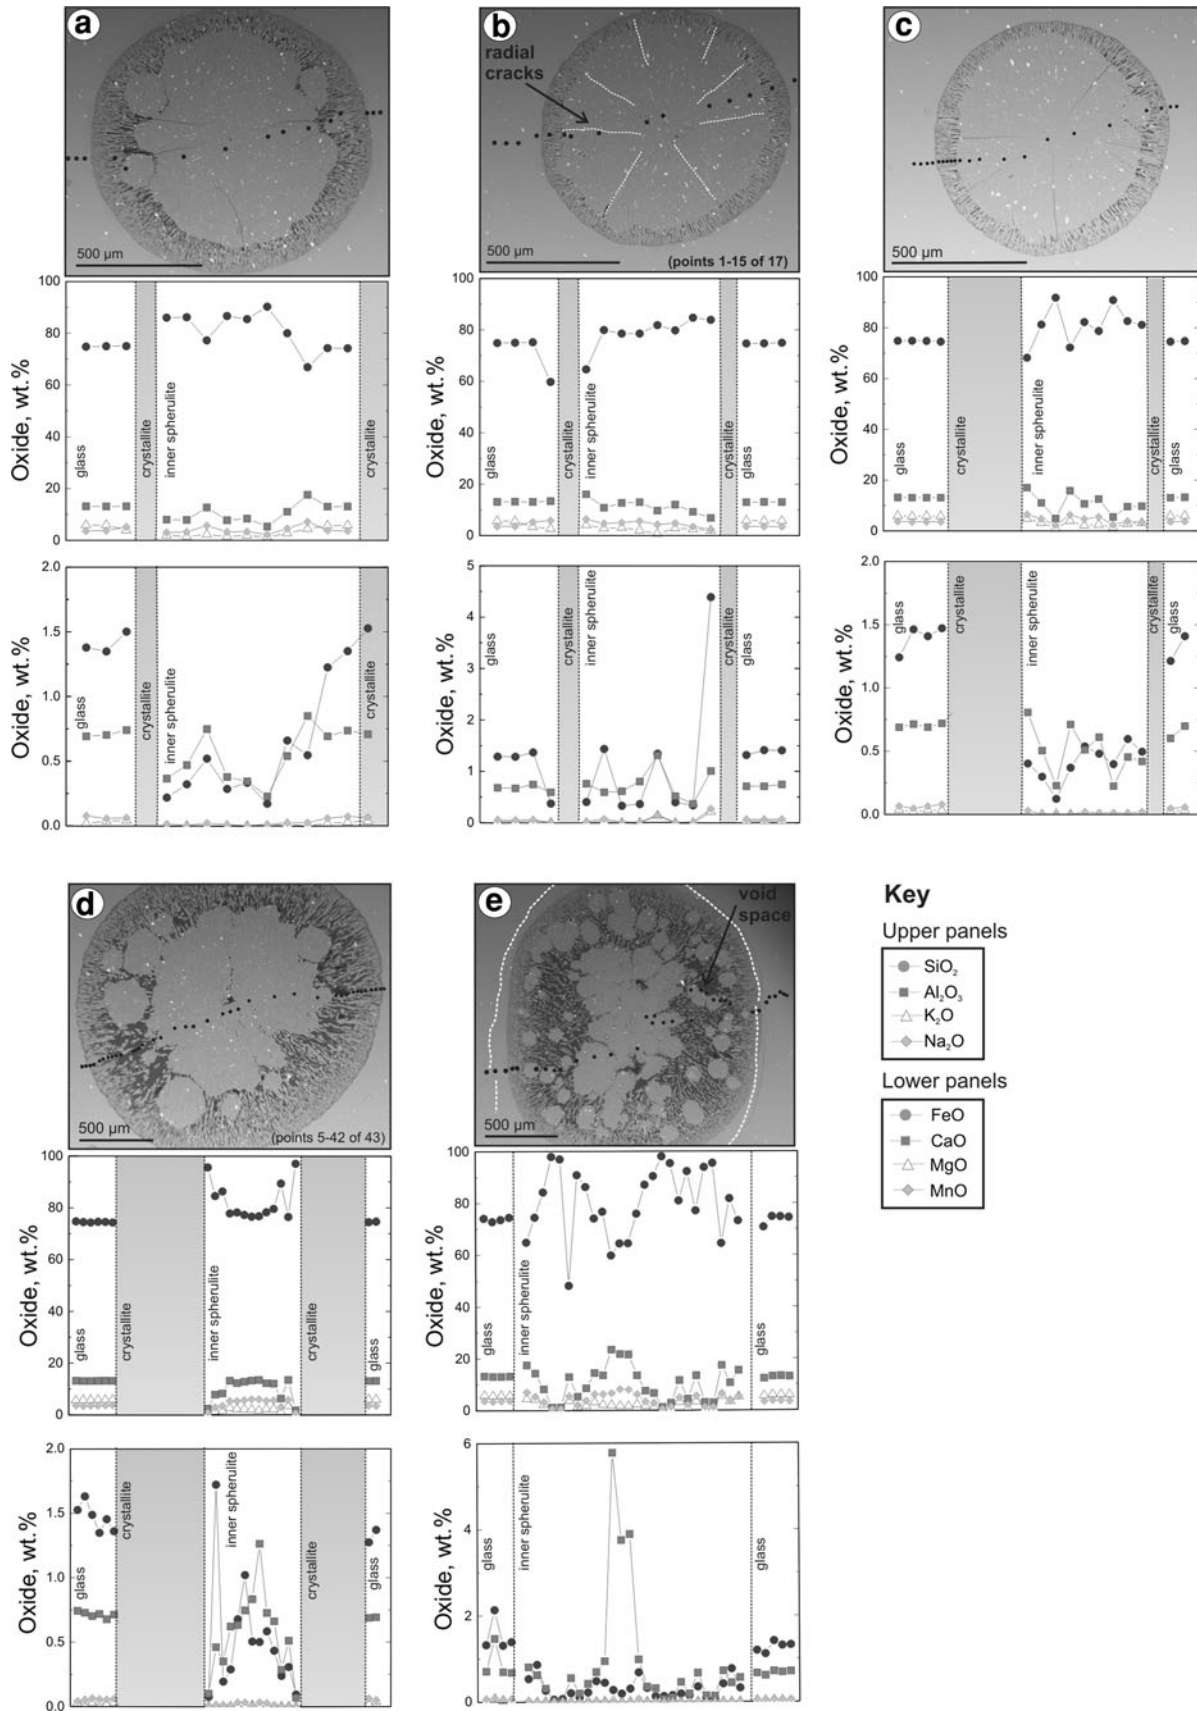 a
500 µm
b
radial
cracks
500 µm
(points 1-15 of 17)
c
500 µm
Oxide, wt.%
100
80
60
40
20
0
glass
crystallite
inner spherulite
crystallite
Oxide, wt.%
100
80
60
40
20
0
glass
crystallite
inner spherulite
crystallite
glass
Oxide, wt.%
100
80
60
40
20
0
glass
crystallite
inner spherulite
crystallite
glass
Oxide, wt.%
2.0
1.5
1.0
0.5
0.0
glass
crystallite
inner spherulite
crystallite
Oxide, wt.%
5
4
3
2
1
0
glass
crystallite
inner spherulite
crystallite
glass
Oxide, wt.%
2.0
1.5
1.0
0.5
0.0
glass
crystallite
inner spherulite
crystallite
glass
d
500 µm
(points 5-42 of 43)
e
void
space
500 µm
Key
Upper panels
SiO₂
Al₂O₃
K₂O
Na₂O
Lower panels
FeO
CaO
MgO
MnO
Oxide, wt.%
100
80
60
40
20
0
glass
crystallite
inner spherulite
crystallite
glass
Oxide, wt.%
100
80
60
40
20
0
glass
inner spherulite
glass
Oxide, wt.%
2.0
1.5
1.0
0.5
0.0
glass
crystallite
inner spherulite
crystallite
glass
Oxide, wt.%
6
4
2
0
glass
inner spherulite
glass